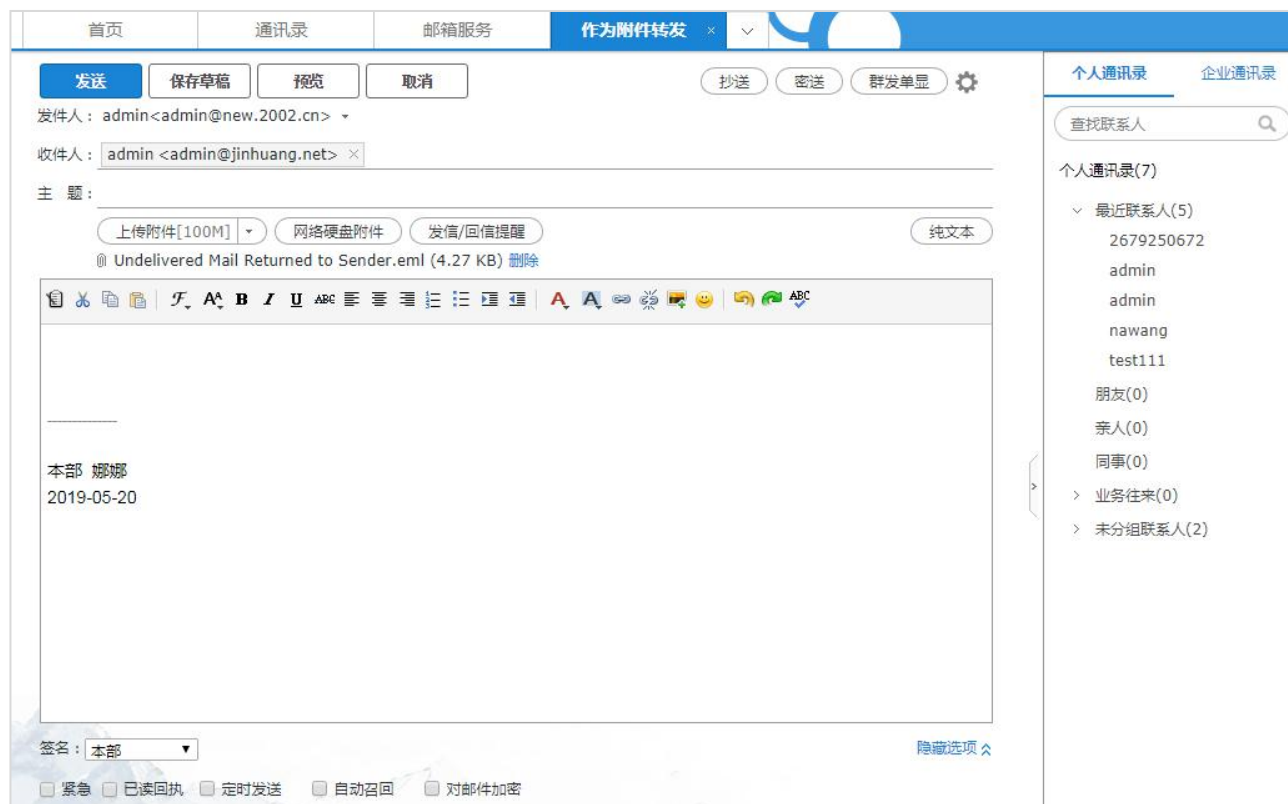 首页 通讯录 邮箱服务 作为附件转发 ×
发送 保存草稿 预览 取消 抄送 密送 群发单显
发件人： admin<admin@new.2002.cn>
收件人： admin <admin@jinhuang.net> ×
主 题：
上传附件[100M] 网络硬盘附件 发信/回信提醒 纯文本
Undelivered Mail Returned to Sender.eml (4.27 KB) 删除
B I U ABC A A ABC
本部 娜娜
2019-05-20
签名： 本部 隐藏选项
紧急 已读回执 定时发送 自动召回 对邮件加密
个人通讯录 企业通讯录
查找联系人
个人通讯录(7)
最近联系人(5)
2679250672
admin
admin
nawang
test111
朋友(0)
亲人(0)
同事(0)
业务往来(0)
未分组联系人(2)